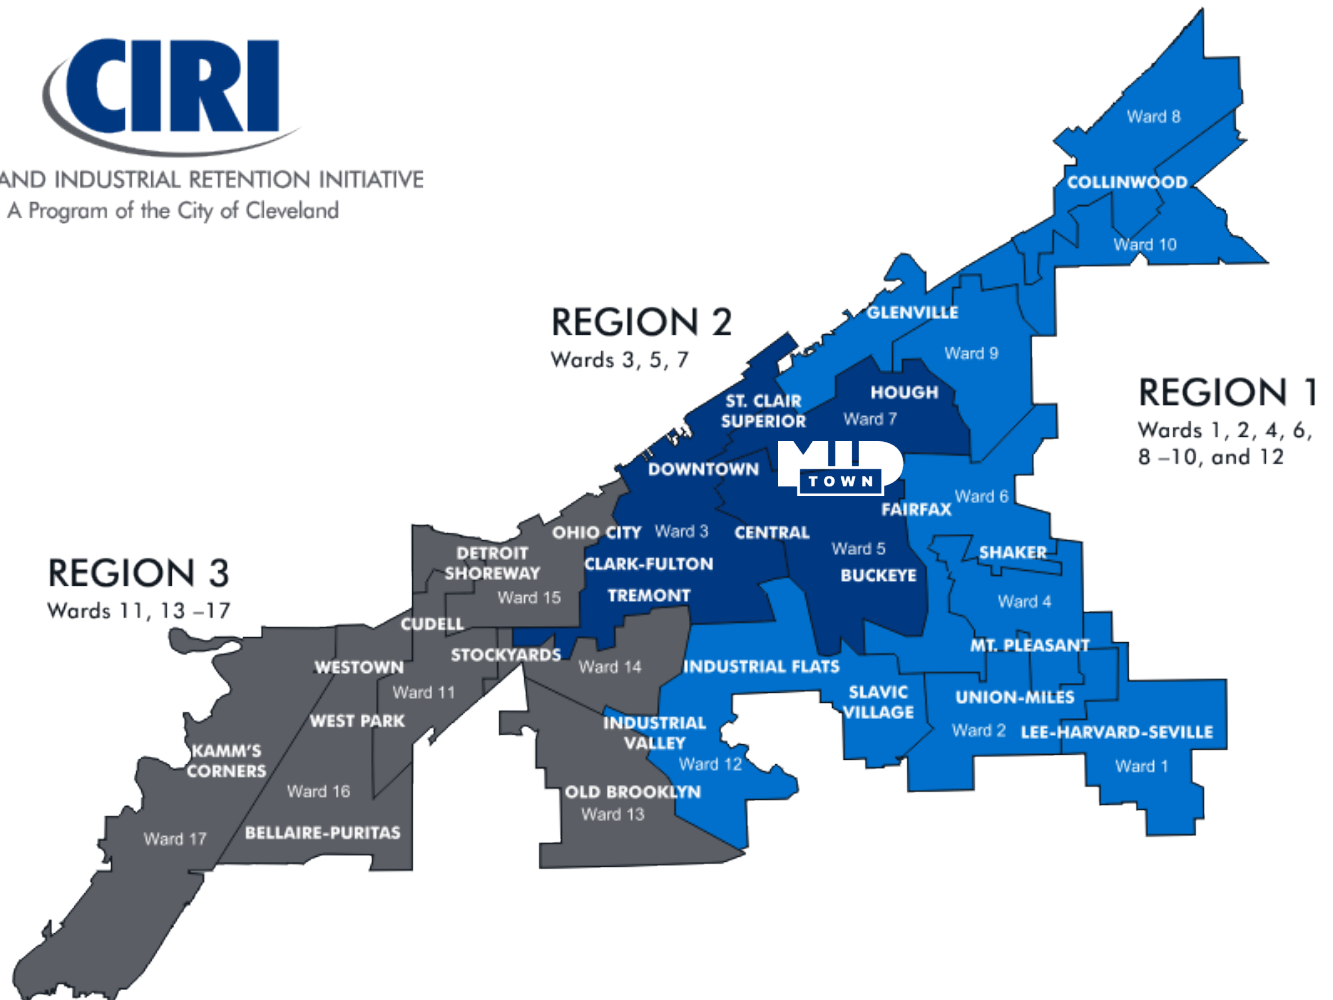 CIRI
AND INDUSTRIAL RETENTION INITIATIVE
A Program of the City of Cleveland
Ward 8
COLLINWOOD
Ward 10
REGION 2
Wards 3, 5, 7
GLENVILLE
Ward 9
REGION 1
Wards 1, 2, 4, 6,
8 –10, and 12
HOUGH
Ward 7
ST. CLAIR
SUPERIOR
MIDTOWN
DOWNTOWN
Ward 6
FAIRFAX
OHIO CITY
Ward 3
CENTRAL
Ward 5
BUCKEYE
SHAKER
Ward 4
CLARK-FULTON
TREMONT
DETROIT
SHOREWAY
Ward 15
REGION 3
Wards 11, 13 –17
CUDELL
STOCKYARDS
Ward 14
INDUSTRIAL FLATS
MT. PLEASANT
WESTOWN
Ward 11
WEST PARK
SLAVIC
VILLAGE
UNION-MILES
Ward 2
LEE-HARVARD-SEVILLE
Ward 1
INDUSTRIAL
VALLEY
Ward 12
KAMM'S
CORNERS
Ward 16
OLD BROOKLYN
Ward 13
Ward 17
BELLAIRE-PURITAS